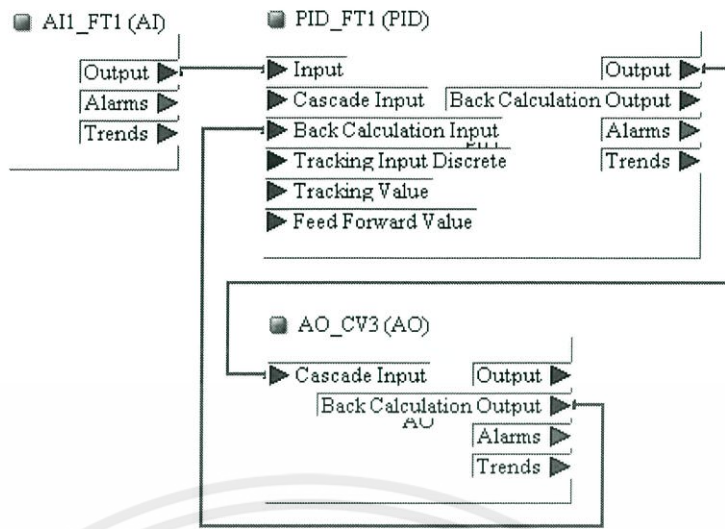 AI1_FT1 (AI)
Output
Alarms
Trends
PID_FT1 (PID)
Input
Cascade Input
Back Calculation Input
Tracking Input Discrete
Tracking Value
Feed Forward Value
Output
Back Calculation Output
Alarms
Trends
AO_CV3 (AO)
Cascade Input
Output
Back Calculation Output
AO
Alarms
Trends